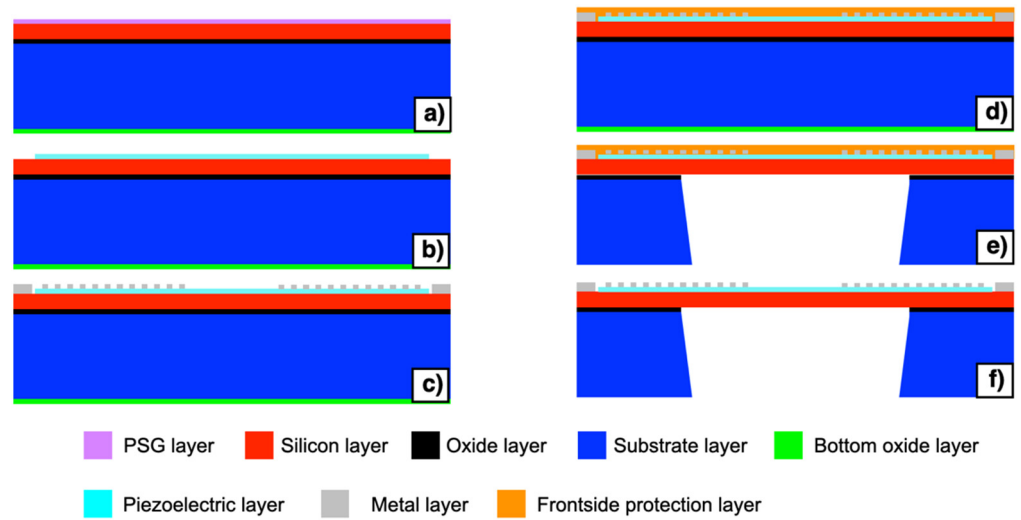 a)
b)
c)
d)
e)
f)
PSG layer
Silicon layer
Oxide layer
Substrate layer
Bottom oxide layer
Piezoelectric layer
Metal layer
Frontside protection layer